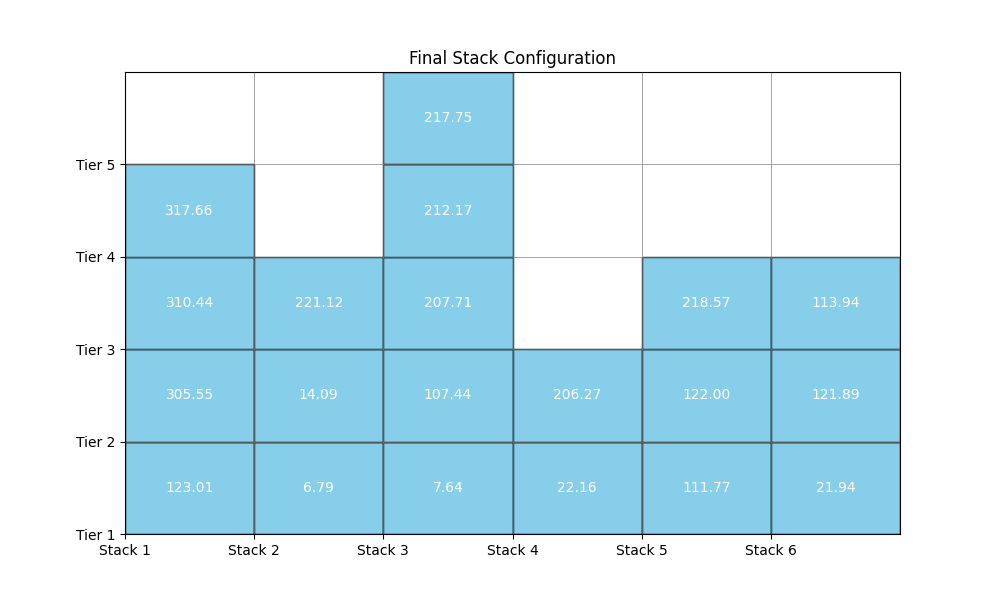 Final Stack Configuration
217.75
Tier 5
317.66 212.17
Tier 4
310.44 221.12 207.71 218.57 113.94
Tier 3
305.55 14.09 107.44 206.27 122.00 121.89
Tier 2
123.01 6.79 7.64 22.16 111.77 21.94
Tier 1
Stack 1 Stack 2 Stack 3 Stack 4 Stack 5 Stack 6